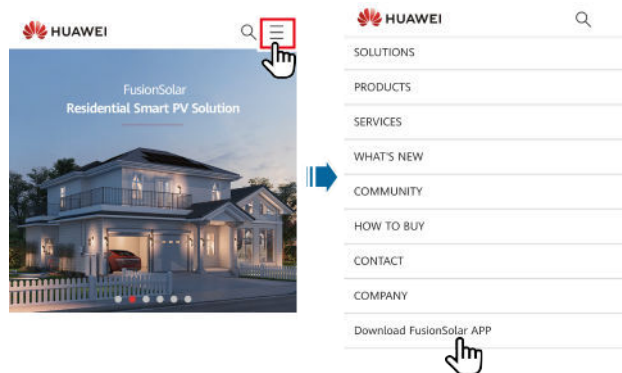 HUAWEI
FusionSolar
Residential Smart PV Solution
HUAWEI
SOLUTIONS
PRODUCTS
SERVICES
WHAT'S NEW
COMMUNITY
HOW TO BUY
CONTACT
COMPANY
Download FusionSolar APP